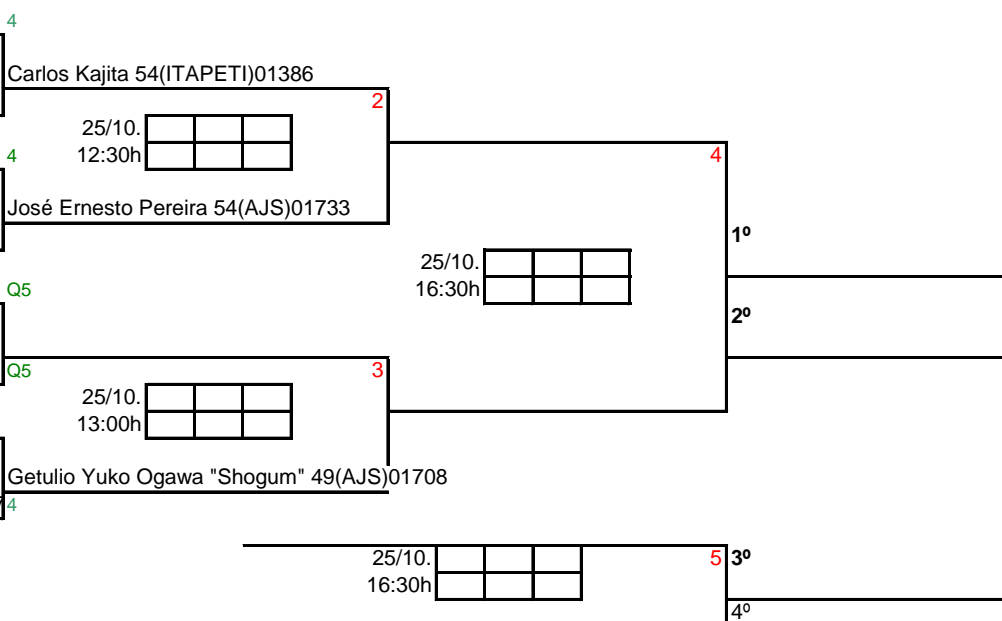 4
Carlos Kajita 54(ITAPETI)01386
2
25/10.
12:30h
4
4
José Ernesto Pereira 54(AJS)01733
1º
25/10.
16:30h
Q5
2º
Q5
3
25/10.
13:00h
Getulio Yuko Ogawa "Shogum" 49(AJS)01708
4
25/10.
16:30h
5
3º
4º